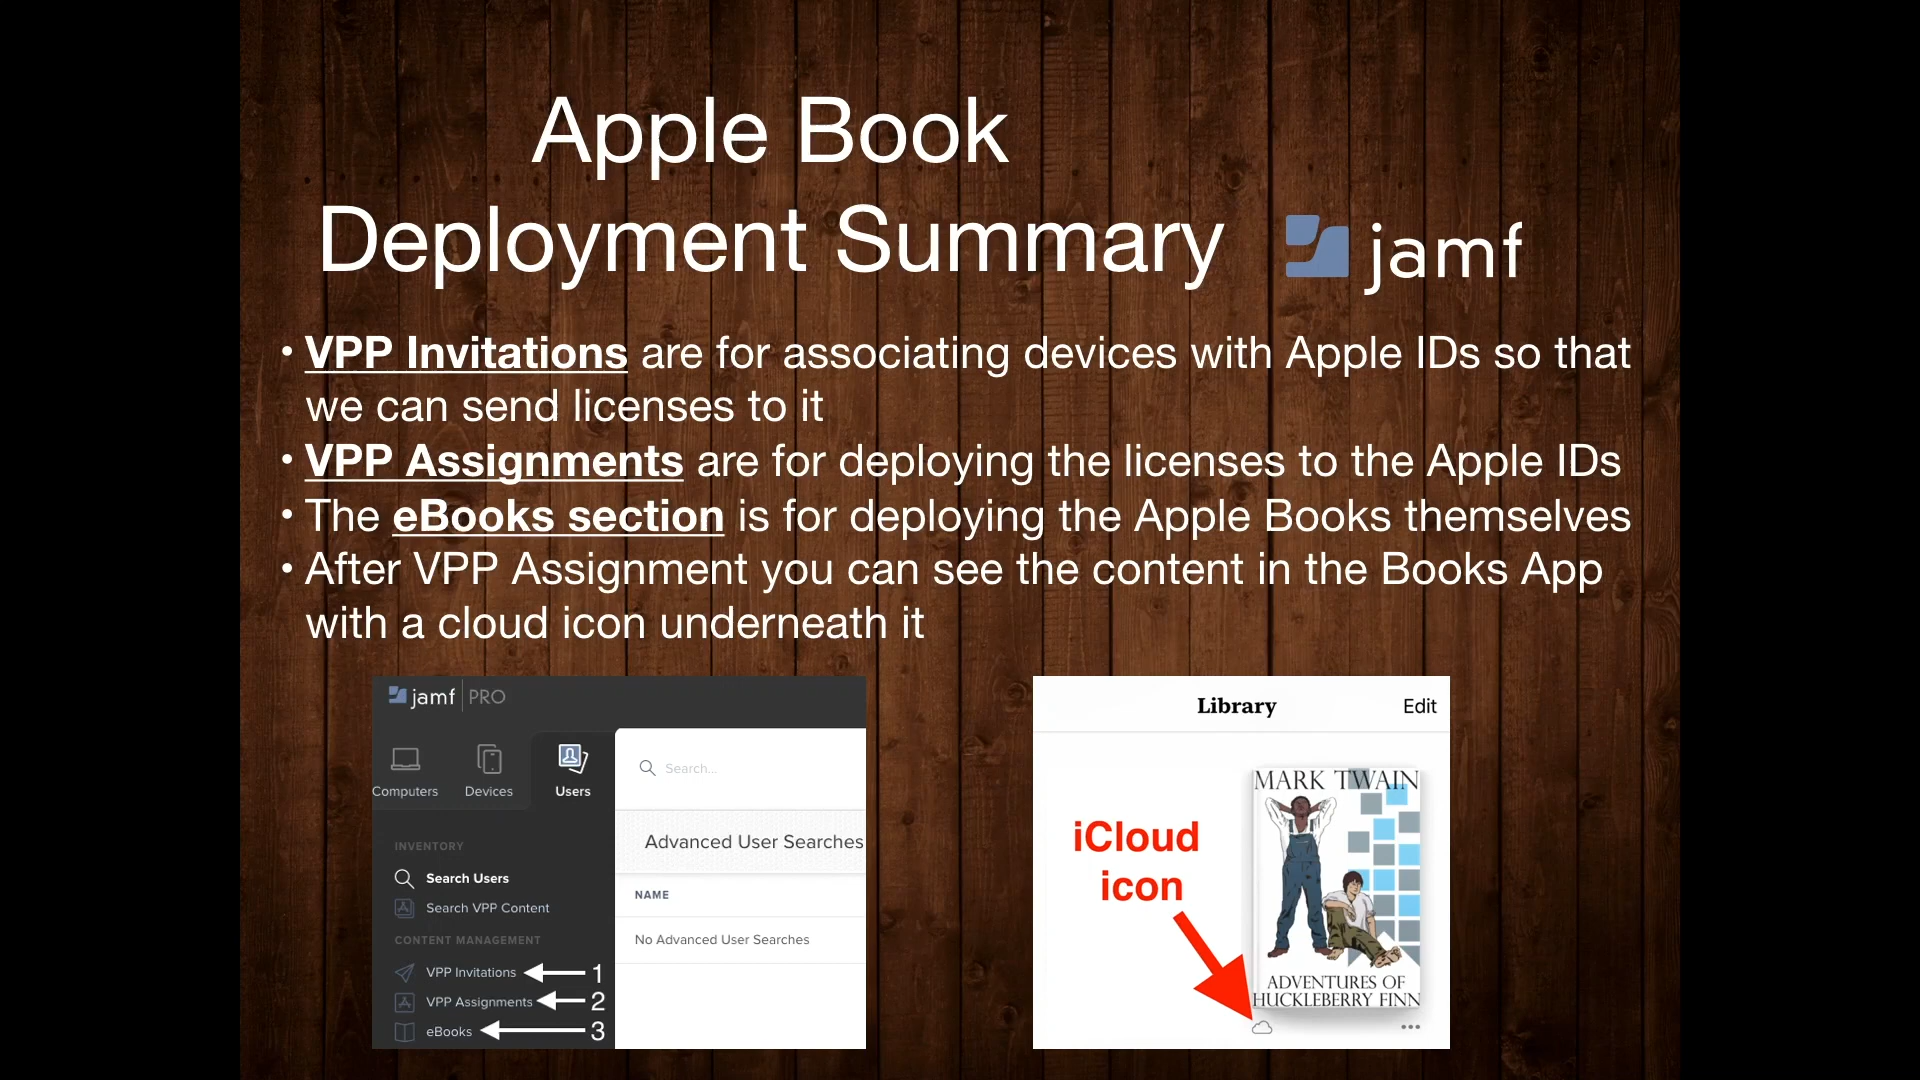 Apple Book
Deployment Summary
jamf
• VPP Invitations are for associating devices with Apple IDs so that
we can send licenses to it
• VPP Assignments are for deploying the licenses to the Apple IDs
• The eBooks section is for deploying the Apple Books themselves
• After VPP Assignment you can see the content in the Books App
with a cloud icon underneath it
jamf PRO
Computers Devices Users
Search...
Advanced User Searches
INVENTORY
Search Users
Search VPP Content
NAME
No Advanced User Searches
CONTENT MANAGEMENT
VPP Invitations 1
VPP Assignments 2
eBooks 3
Library Edit
iCloud
icon
MARK TWAIN
ADVENTURES OF
HUCKLEBERRY FINN